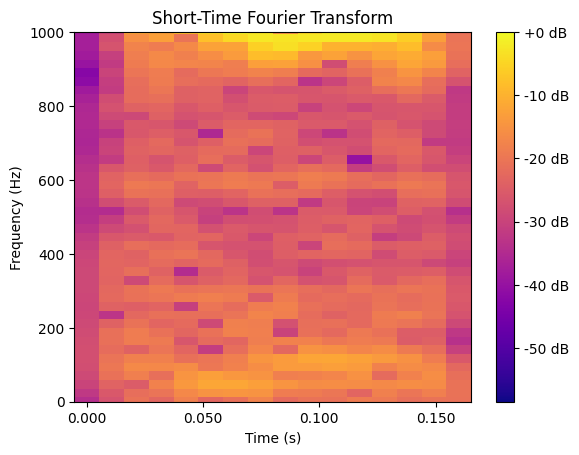 Short-Time Fourier Transform
Frequency (Hz)
1000
800
600
400
200
0
0.000
0.050
0.100
0.150
Time (s)
+0 dB
-10 dB
-20 dB
-30 dB
-40 dB
-50 dB